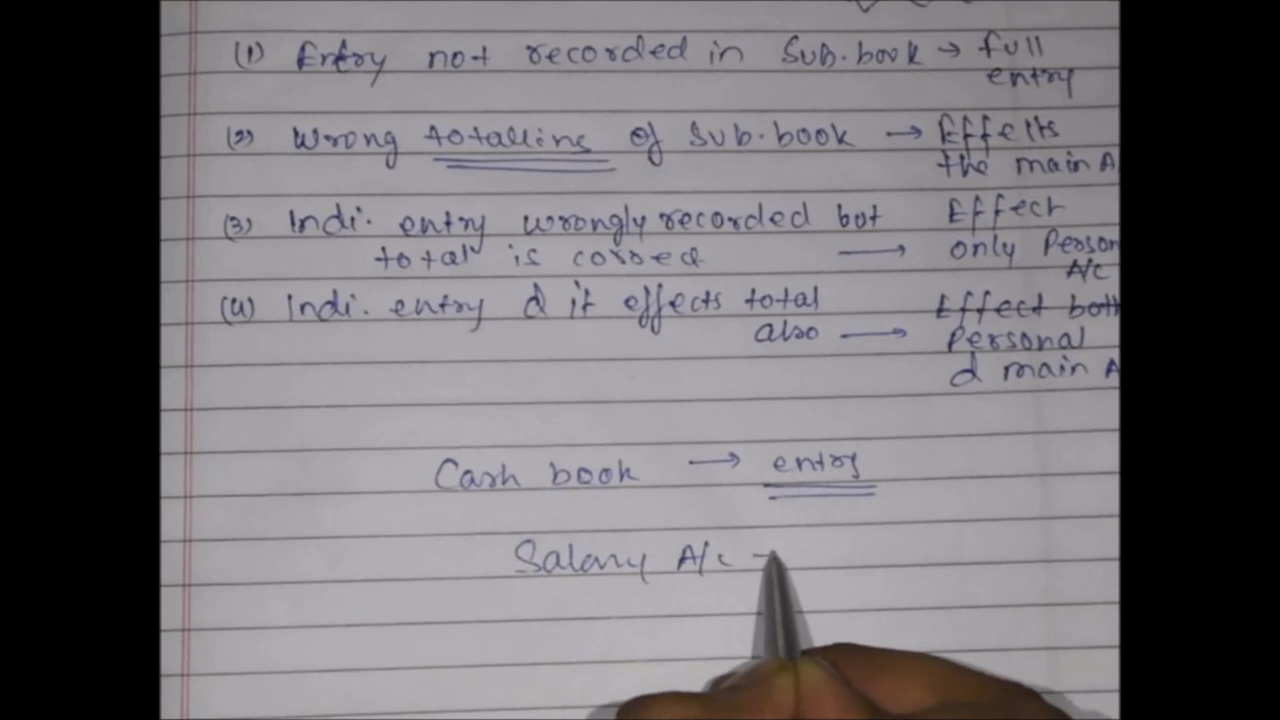 (1) Entry not recorded in Sub.book → full
entry
(2) Wrong totalling of Sub.book → Effects
the main A
(3) Indi. entry wrongly recorded but Effect
total is correct → only Person
A/c
(4) Indi. entry & it effects total Effect both
also → Personal
& main A
Cash book → entry
Salary A/c